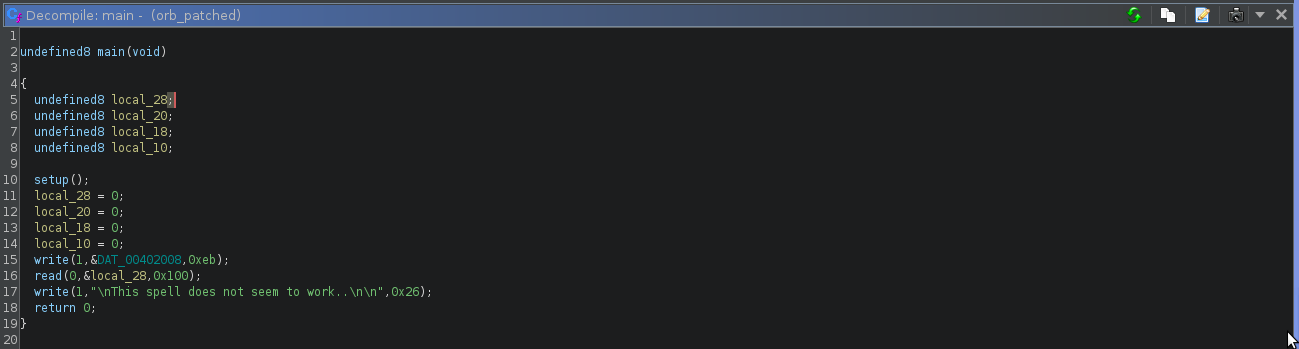 Decompile: main - (orb_patched)
1
2 undefined8 main(void)
3
4 {
5 undefined8 local_28;
6 undefined8 local_20;
7 undefined8 local_18;
8 undefined8 local_10;
9
10 setup();
11 local_28 = 0;
12 local_20 = 0;
13 local_18 = 0;
14 local_10 = 0;
15 write(1,&DAT_00402008,0xeb);
16 read(0,&local_28,0x100);
17 write(1,"\nThis spell does not seem to work..\n\n",0x26);
18 return 0;
19 }
20